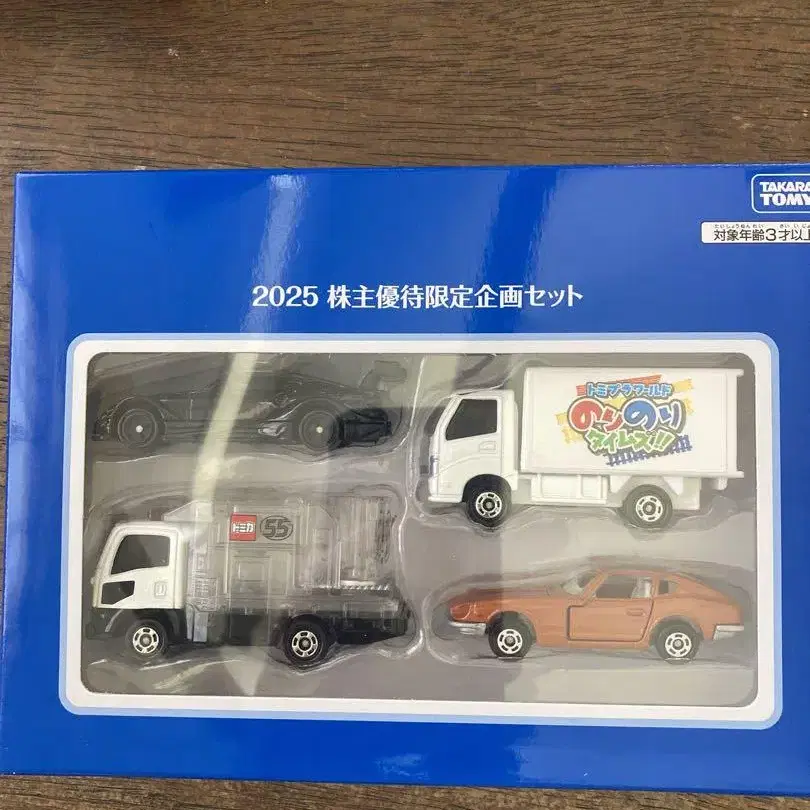 TAKARA
TOMY
対象年齢3才以上
2025 株主優待限定企画セット
トミプラワールド
のりのり
タイムズ!!!
トミカ
55